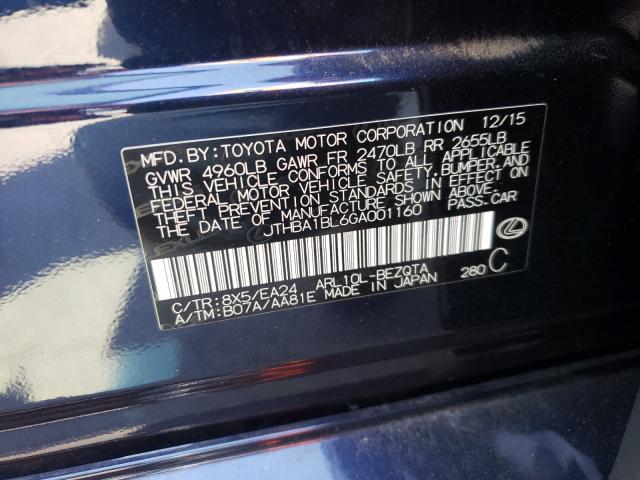 MFD. BY: TOYOTA MOTOR CORPORATION 12/15
GVWR 4960LB GAWR FR 2470LB RR 2655LB
THIS VEHICLE CONFORMS TO ALL APPLICABLE
FEDERAL MOTOR VEHICLE SAFETY, BUMPER, AND
THEFT PREVENTION STANDARDS IN EFFECT ON
THE DATE OF MANUFACTURE SHOWN ABOVE.
JTHBA1BL6GA001160 PASS. CAR
C/TR: 8X5/EA24 ARL10L-BEZQTA 280 C
A/TM: B07A/AA81E MADE IN JAPAN